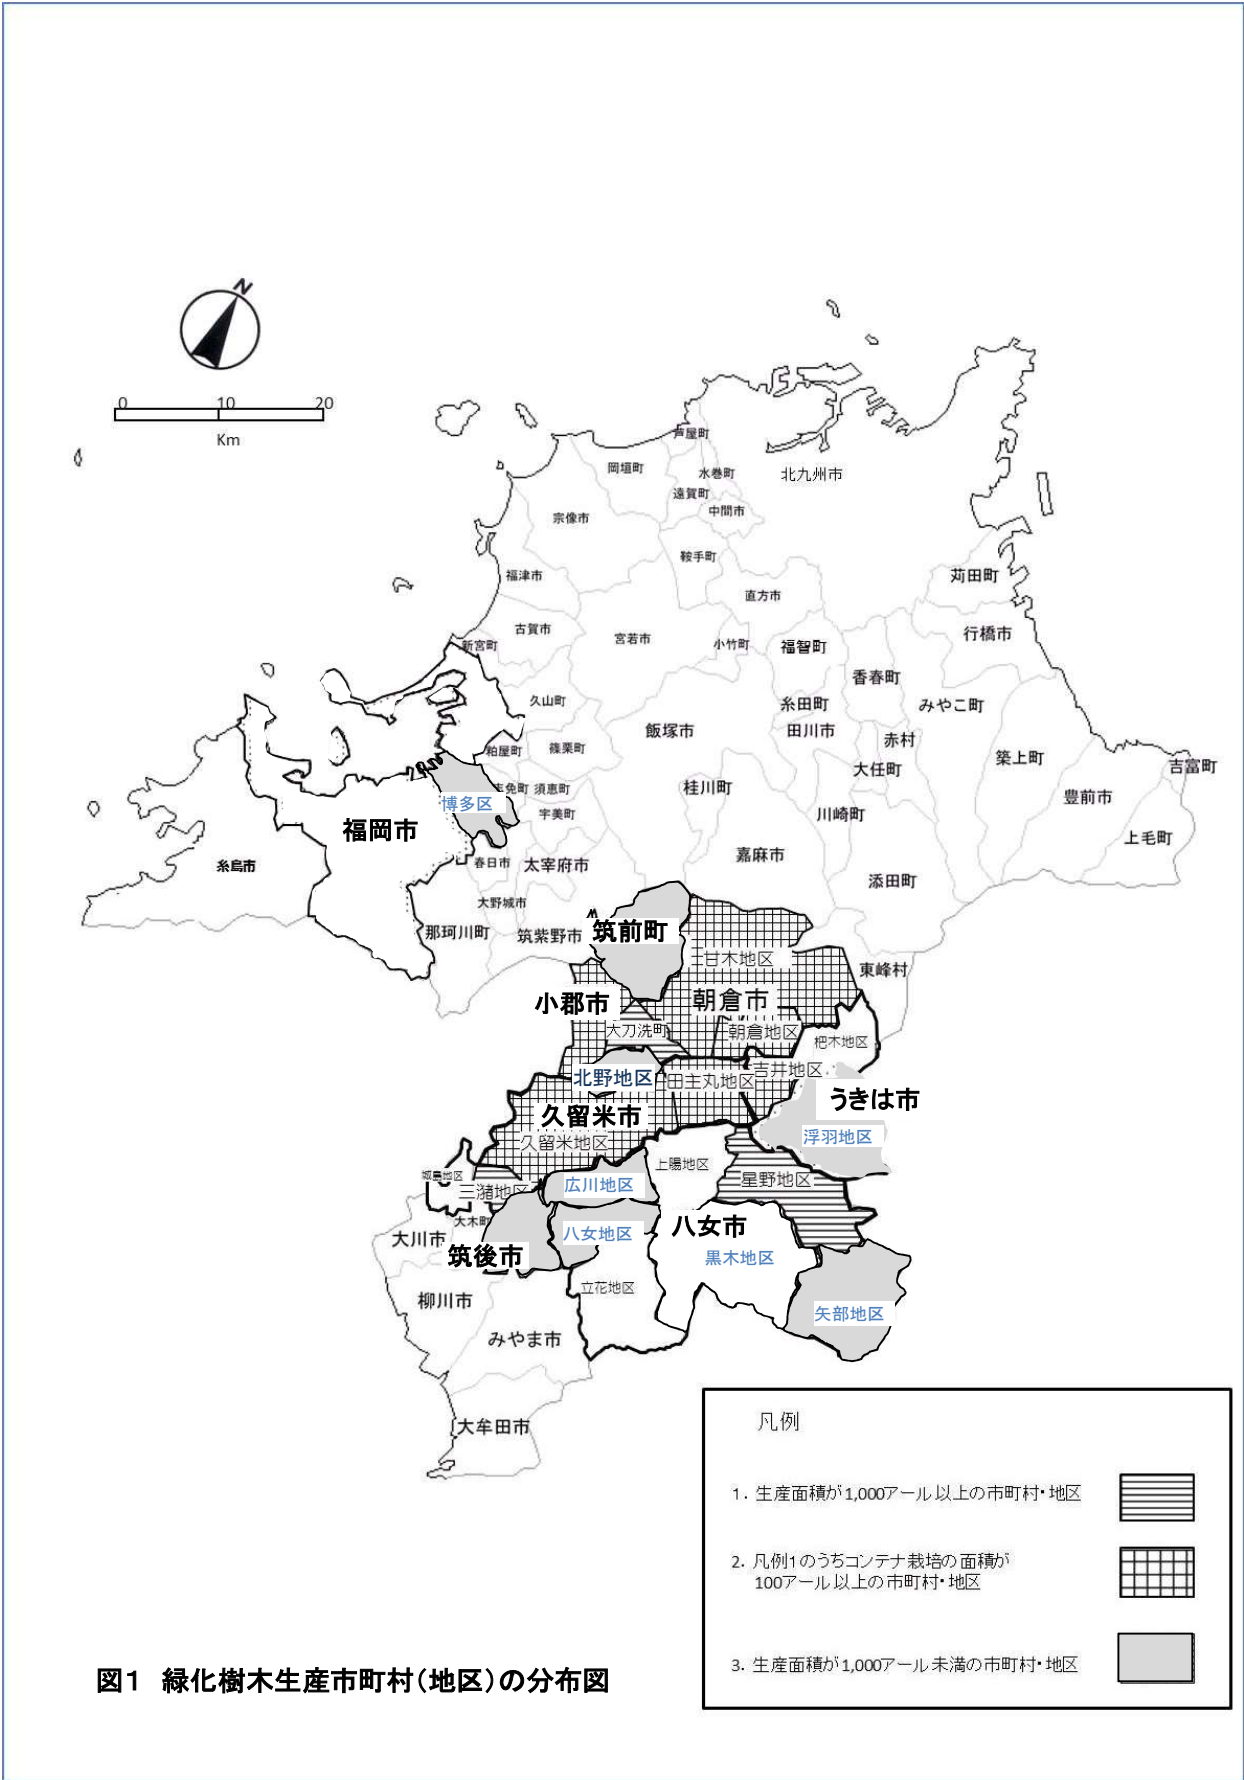 N
0 10 20
Km
芦屋町
岡垣町
水巻町
北九州市
遠賀町
中間市
宗像市
鞍手町
福津市
苅田町
直方市
古賀市
宮若市
小竹町
福智町
行橋市
新宮町
香春町
久山町
糸田町
みやこ町
飯塚市
田川市
赤村
粕屋町
篠栗町
築上町
大任町
吉富町
免町
須恵町
桂川町
博多区
豊前市
宇美町
川崎町
福岡市
上毛町
嘉麻市
春日市
太宰府市
糸島市
添田町
大野城市
那珂川町
筑紫野市
筑前町
甘木地区
東峰村
小郡市
朝倉市
大刀洗町
朝倉地区
杷木地区
吉井地区
北野地区
田主丸地区
うきは市
久留米市
浮羽地区
久留米地区
上陽地区
城島地区
星野地区
広川地区
三潴地区
大木町
八女市
八女地区
大川市
筑後市
黒木地区
立花地区
柳川市
矢部地区
みやま市
大牟田市
凡例
1. 生産面積が1,000アール以上の市町村・地区
2. 凡例1のうちコンテナ栽培の面積が
100アール以上の市町村・地区
3. 生産面積が1,000アール未満の市町村・地区
図1 緑化樹木生産市町村(地区)の分布図